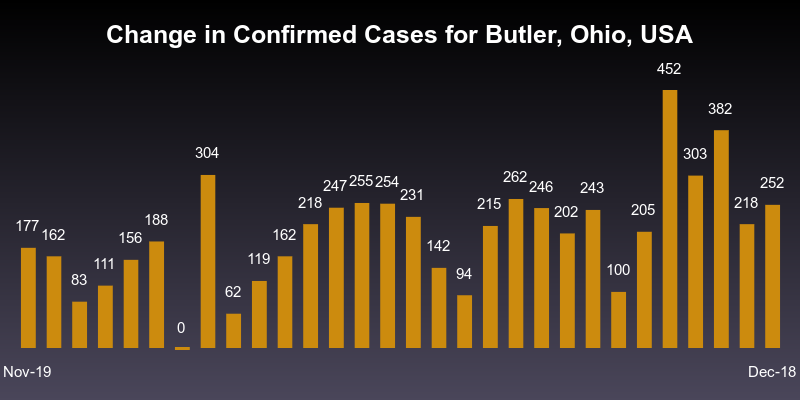 Change in Confirmed Cases for Butler, Ohio, USA
177 162 83 111 156 188 0 304 62 119 162 218 247 255 254 231 142 94 215 262 246 202 243 100 205 452 303 382 218 252
Nov-19 Dec-18